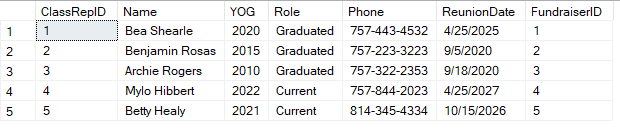 ClassRepID Name YOG Role Phone ReunionDate FundraiserID
1 1 Bea Shearle 2020 Graduated 757-443-4532 4/25/2025 1
2 2 Benjamin Rosas 2015 Graduated 757-223-3223 9/5/2020 2
3 3 Archie Rogers 2010 Graduated 757-322-2353 9/18/2020 3
4 4 Mylo Hibbert 2022 Current 757-844-2023 4/25/2027 4
5 5 Betty Healy 2021 Current 814-345-4334 10/15/2026 5